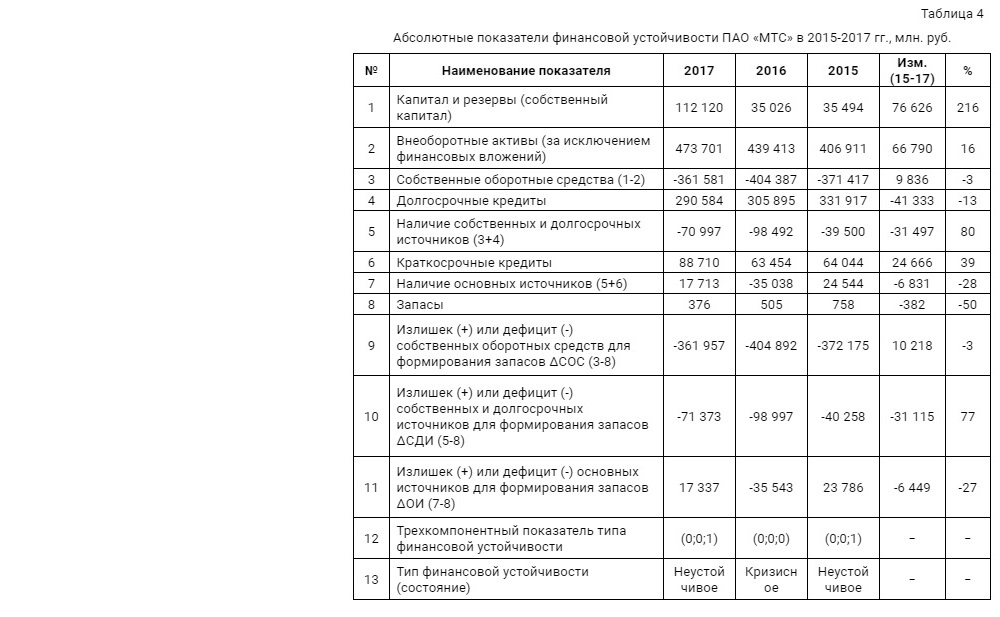 Таблица 4
Абсолютные показатели финансовой устойчивости ПАО «МТС» в 2015-2017 гг., млн. руб.
№ Наименование показателя 2017 2016 2015 Изм. (15-17) %
1 Капитал и резервы (собственный капитал) 112 120 35 026 35 494 76 626 216
2 Внеоборотные активы (за исключением финансовых вложений) 473 701 439 413 406 911 66 790 16
3 Собственные оборотные средства (1-2) -361 581 -404 387 -371 417 9 836 -3
4 Долгосрочные кредиты 290 584 305 895 331 917 -41 333 -13
5 Наличие собственных и долгосрочных источников (3+4) -70 997 -98 492 -39 500 -31 497 80
6 Краткосрочные кредиты 88 710 63 454 64 044 24 666 39
7 Наличие основных источников (5+6) 17 713 -35 038 24 544 -6 831 -28
8 Запасы 376 505 758 -382 -50
9 Излишек (+) или дефицит (-) собственных оборотных средств для формирования запасов ΔСОС (3-8) -361 957 -404 892 -372 175 10 218 -3
10 Излишек (+) или дефицит (-) собственных и долгосрочных источников для формирования запасов ΔСДИ (5-8) -71 373 -98 997 -40 258 -31 115 77
11 Излишек (+) или дефицит (-) основных источников для формирования запасов ΔОИ (7-8) 17 337 -35 543 23 786 -6 449 -27
12 Трехкомпонентный показатель типа финансовой устойчивости (0;0;1) (0;0;0) (0;0;1) – –
13 Тип финансовой устойчивости (состояние) Неустойчивое Кризисное Неустойчивое – –